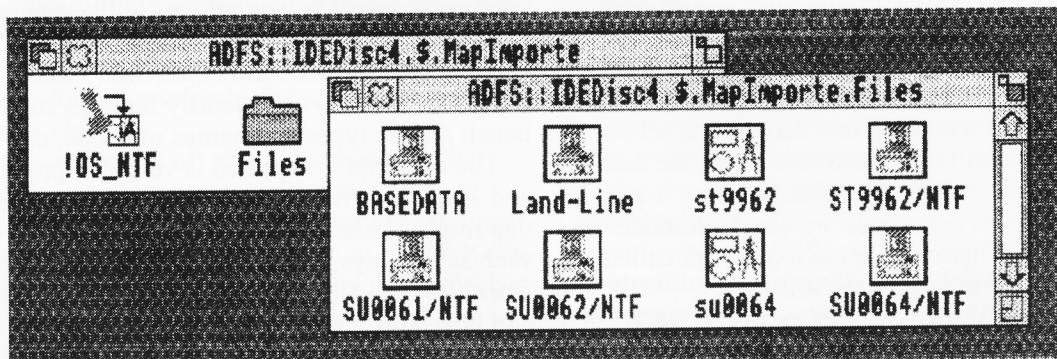 ADFS::IDEDisc4.$.MapImporte
!OS_NTF Files
ADFS::IDEDisc4.$.MapImporte.Files
BASEDATA Land-Line st9962 ST9962/NTF
SU0061/NTF SU0062/NTF su0064 SU0064/NTF